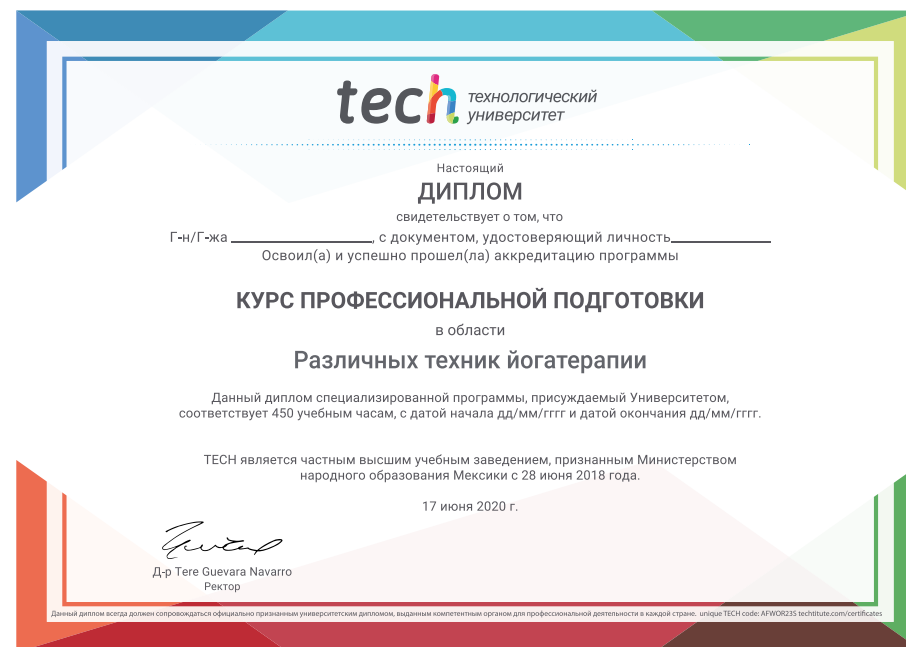 tech технологический
университет
Настоящий
ДИПЛОМ
свидетельствует о том, что
Г-н/Г-жа ________________, с документом, удостоверяющий личность____________
Освоил(а) и успешно прошел(ла) аккредитацию программы
КУРС ПРОФЕССИОНАЛЬНОЙ ПОДГОТОВКИ
в области
Различных техник йогатерапии
Данный диплом специализированной программы, присуждаемый Университетом,
соответствует 450 учебным часам, с датой начала дд/мм/гггг и датой окончания дд/мм/гггг.
TECH является частным высшим учебным заведением, признанным Министерством
народного образования Мексики с 28 июня 2018 года.
17 июня 2020 г.
Д-р Tere Guevara Navarro
Ректор
Данный диплом всегда должен сопровождаться официально признанным университетским дипломом, выданным компетентным органом для профессиональной деятельности в каждой стране. unique TECH code: AFWOR23S techtitute.com/certificates